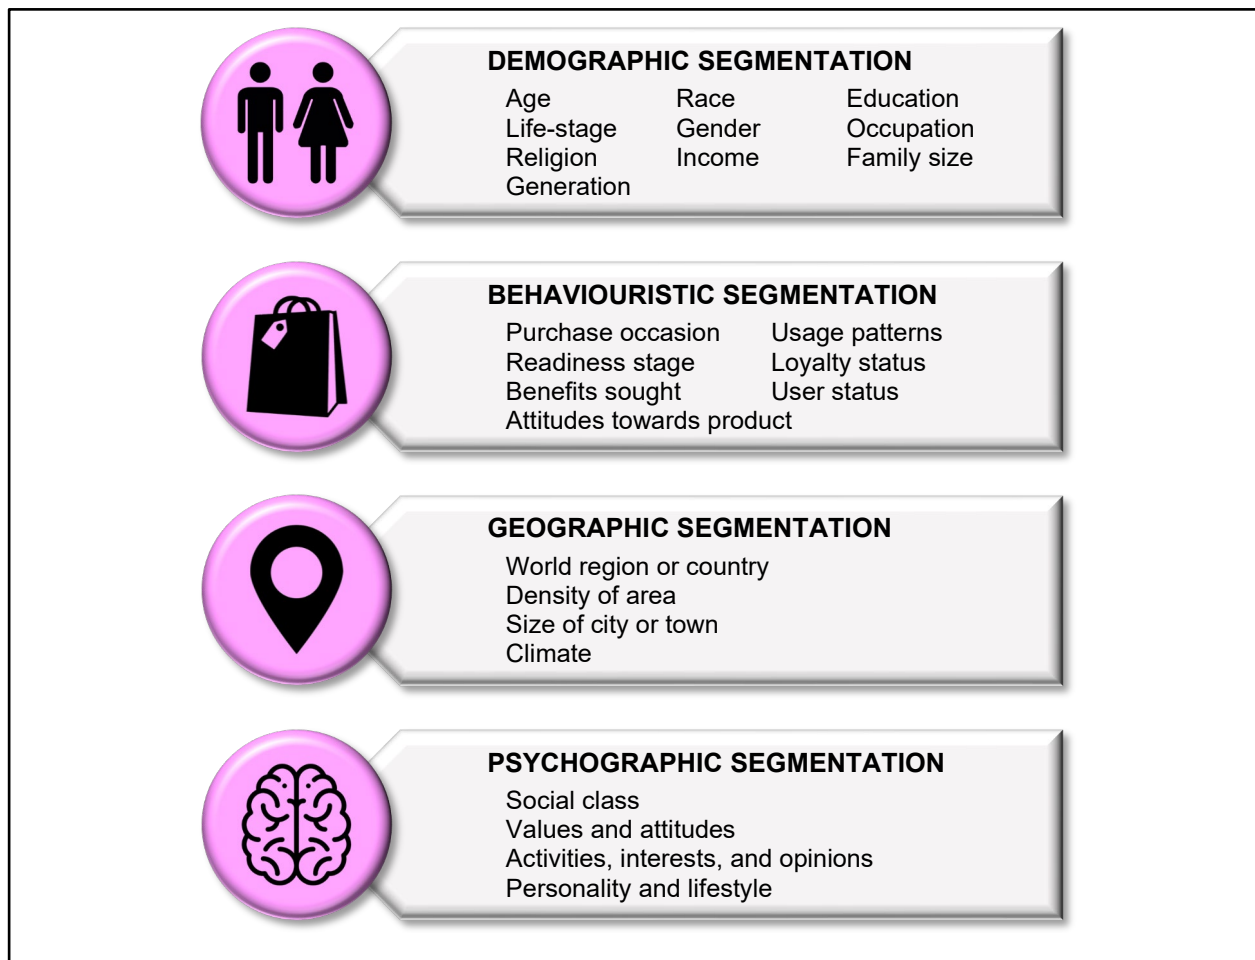 DEMOGRAPHIC SEGMENTATION
Age Race Education
Life-stage Gender Occupation
Religion Income Family size
Generation
BEHAVIOURISTIC SEGMENTATION
Purchase occasion Usage patterns
Readiness stage Loyalty status
Benefits sought User status
Attitudes towards product
GEOGRAPHIC SEGMENTATION
World region or country
Density of area
Size of city or town
Climate
PSYCHOGRAPHIC SEGMENTATION
Social class
Values and attitudes
Activities, interests, and opinions
Personality and lifestyle